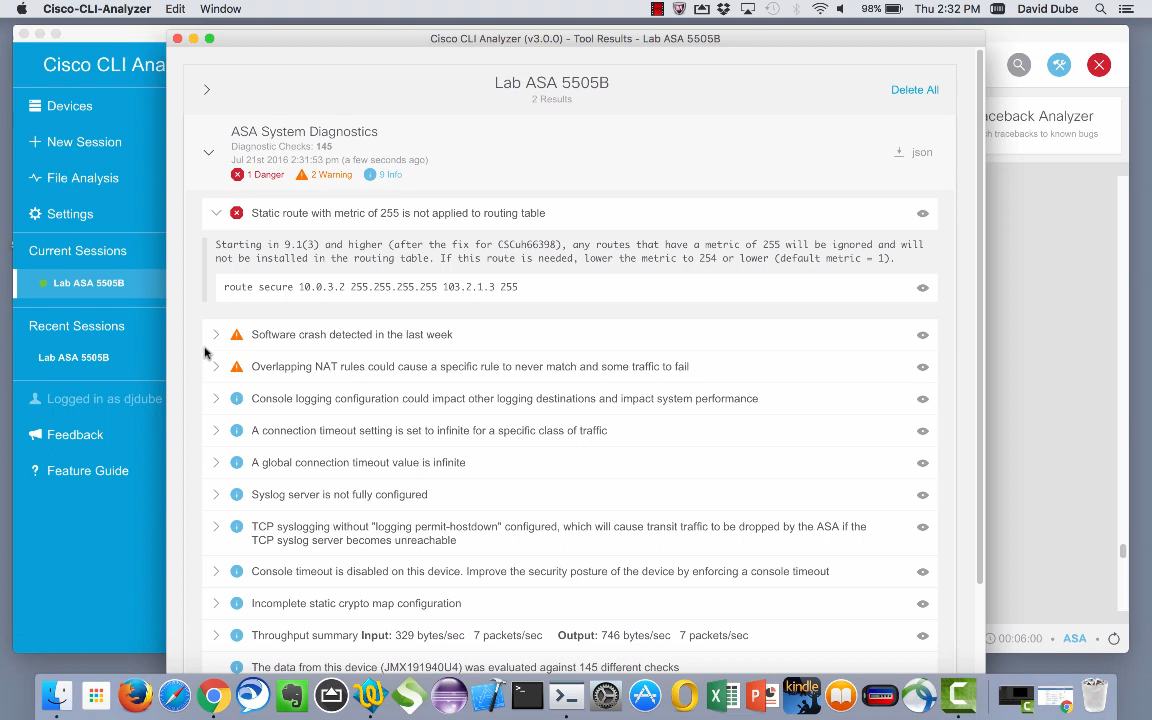 Cisco-CLI-Analyzer Edit Window 98% Thu 2:32 PM David Dube
Cisco CLI Analyzer (v3.0.0) - Tool Results - Lab ASA 5505B
Cisco CLI Ana
Devices
New Session
File Analysis
Settings
Current Sessions
Lab ASA 5505B
Recent Sessions
Lab ASA 5505B
Logged in as djdube
Feedback
? Feature Guide
Lab ASA 5505B
2 Results
Delete All
ASA System Diagnostics
Diagnostic Checks: 145
Jul 21st 2016 2:31:53 pm (a few seconds ago)
1 Danger 2 Warning 9 Info
json
Static route with metric of 255 is not applied to routing table
Starting in 9.1(3) and higher (after the fix for CSCuh66398), any routes that have a metric of 255 will be ignored and will
not be installed in the routing table. If this route is needed, lower the metric to 254 or lower (default metric = 1).
route secure 10.0.3.2 255.255.255.255 103.2.1.3 255
Software crash detected in the last week
Overlapping NAT rules could cause a specific rule to never match and some traffic to fail
Console logging configuration could impact other logging destinations and impact system performance
A connection timeout setting is set to infinite for a specific class of traffic
A global connection timeout value is infinite
Syslog server is not fully configured
TCP syslogging without "logging permit-hostdown" configured, which will cause transit traffic to be dropped by the ASA if the
TCP syslog server becomes unreachable
Console timeout is disabled on this device. Improve the security posture of the device by enforcing a console timeout
Incomplete static crypto map configuration
Throughput summary Input: 329 bytes/sec 7 packets/sec Output: 746 bytes/sec 7 packets/sec
The data from this device (JMX191940U4) was evaluated against 145 different checks
ceback Analyzer
ch tracebacks to known bugs
00:06:00 • ASA •
kindle